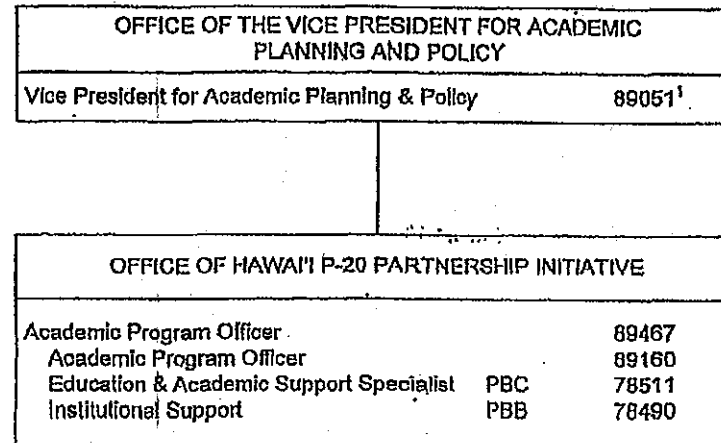 OFFICE OF THE VICE PRESIDENT FOR ACADEMIC
PLANNING AND POLICY
Vice President for Academic Planning & Policy 89051¹
OFFICE OF HAWAI'I P-20 PARTNERSHIP INITIATIVE
Academic Program Officer 89467
Academic Program Officer 89160
Education & Academic Support Specialist PBC 78511
Institutional Support PBB 78490